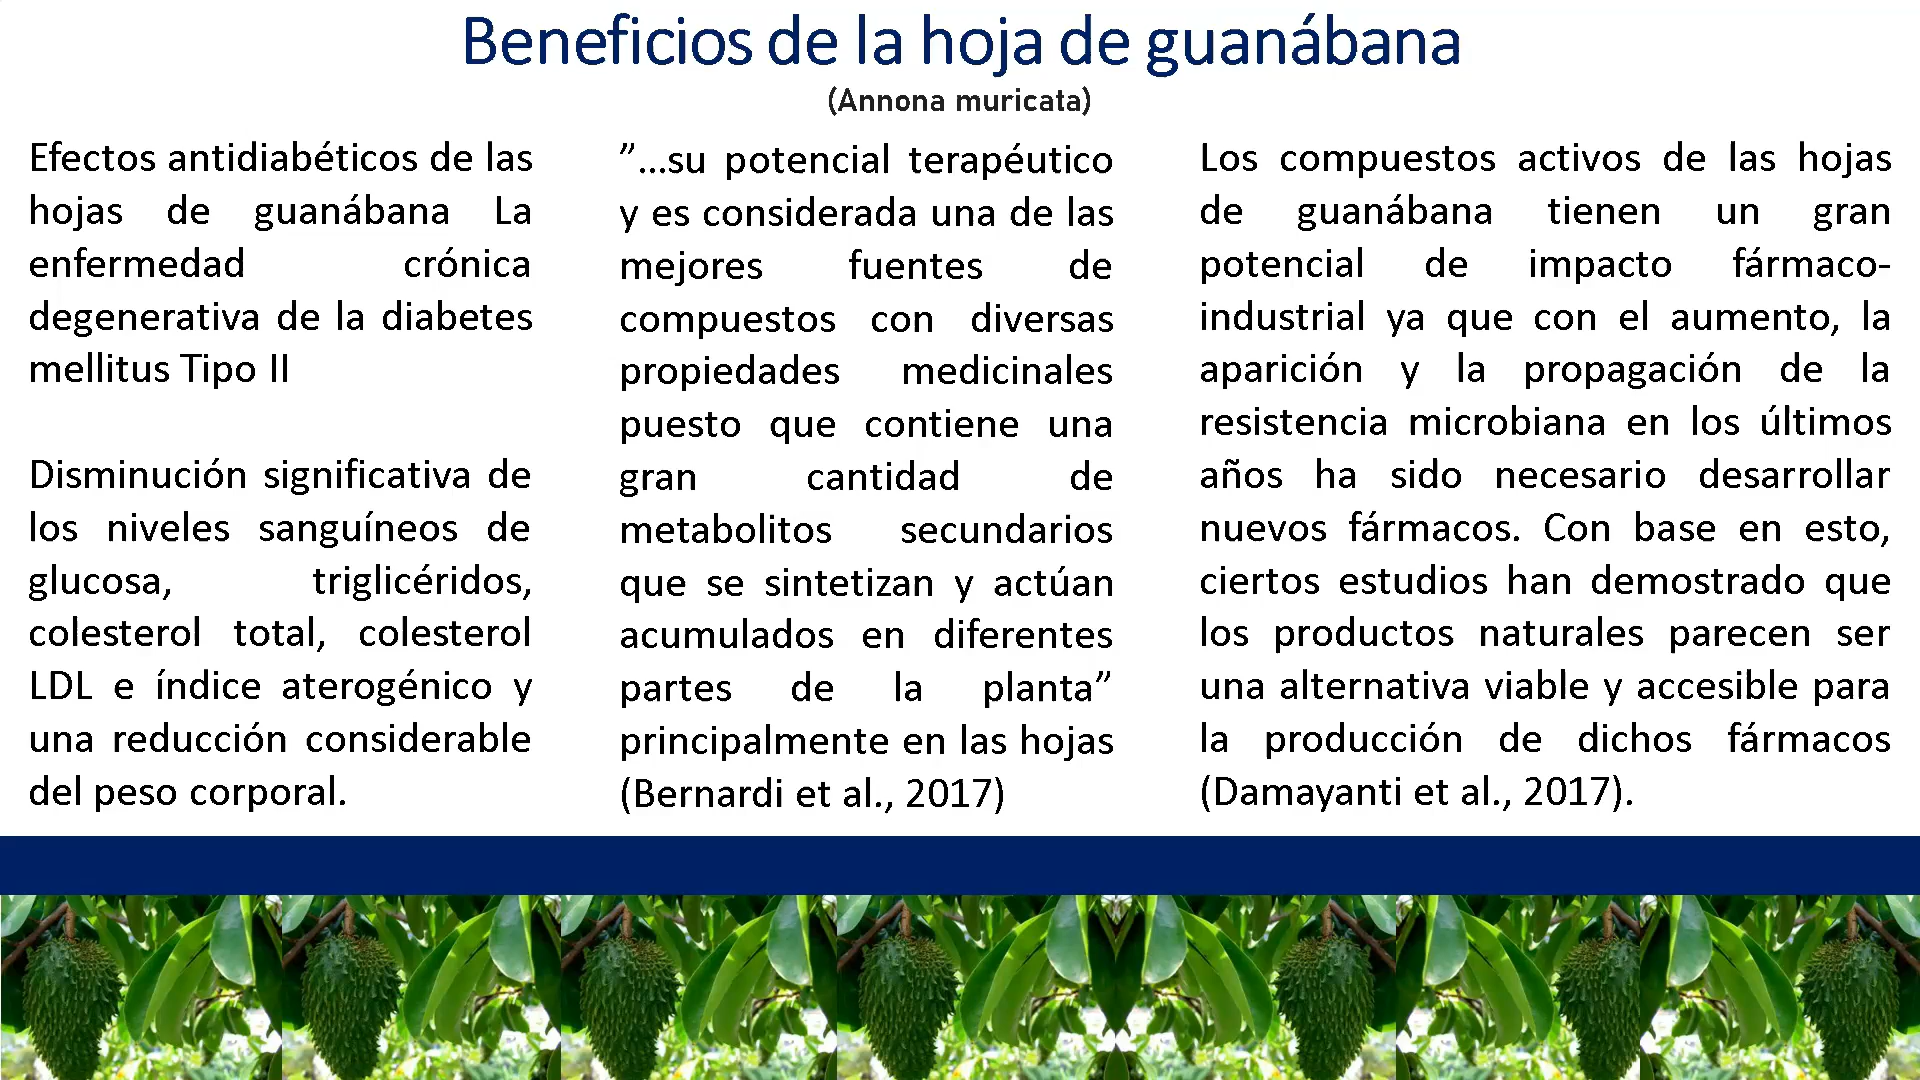 Beneficios de la hoja de guanábana
(Annona muricata)
Efectos antidiabéticos de las
hojas de guanábana La
enfermedad crónica
degenerativa de la diabetes
mellitus Tipo II
Disminución significativa de
los niveles sanguíneos de
glucosa, triglicéridos,
colesterol total, colesterol
LDL e índice aterogénico y
una reducción considerable
del peso corporal.
”...su potencial terapéutico
y es considerada una de las
mejores fuentes de
compuestos con diversas
propiedades medicinales
puesto que contiene una
gran cantidad de
metabolitos secundarios
que se sintetizan y actúan
acumulados en diferentes
partes de la planta”
principalmente en las hojas
(Bernardi et al., 2017)
Los compuestos activos de las hojas
de guanábana tienen un gran
potencial de impacto fármaco-
industrial ya que con el aumento, la
aparición y la propagación de la
resistencia microbiana en los últimos
años ha sido necesario desarrollar
nuevos fármacos. Con base en esto,
ciertos estudios han demostrado que
los productos naturales parecen ser
una alternativa viable y accesible para
la producción de dichos fármacos
(Damayanti et al., 2017).